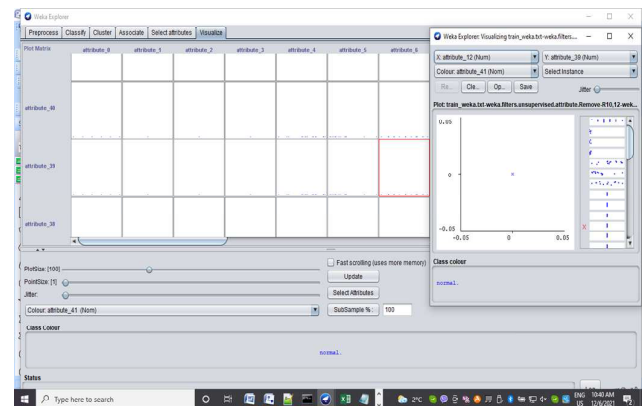 Weka Explorer
Preprocess Classify Cluster Associate Select attributes Visualize
Plot Matrix attribute_0 attribute_1 attribute_2 attribute_3 attribute_4 attribute_5 attribute_6
attribute_40
attribute_39
attribute_38
PlotSize: [100]
PointSize: [1]
Jitter:
Fast scrolling (uses more memory)
Update
Select Attributes
Colour: attribute_41 (Nom)
SubSample % :
100
Class Colour
normal.
Status
Weka Explorer: Visualizing train_weka.txt-weka.filters....
X: attribute_12 (Num)
Y: attribute_39 (Num)
Colour: attribute_41 (Nom)
Select Instance
Re... Cle... Op... Save
Jitter
Plot: train_weka.txt-weka.filters.unsupervised.attribute.Remove-R10,12-wek...
0.05
0
-0.05
-0.05 0 0.05
X
Class colour
normal.
Type here to search
2°C
ENG
US
10:40 AM
12/6/2021